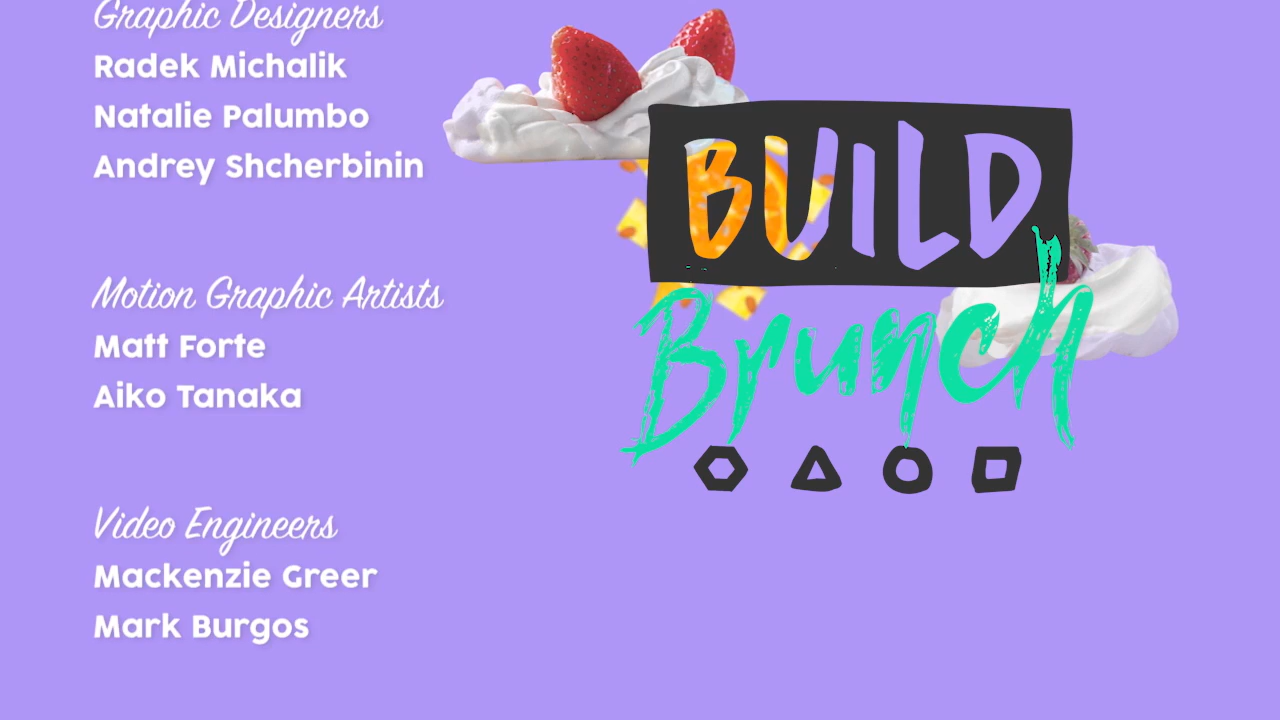 Graphic Designers
Radek Michalik
Natalie Palumbo
Andrey Shcherbinin
Motion Graphic Artists
Matt Forte
Aiko Tanaka
Video Engineers
Mackenzie Greer
Mark Burgos
BUILD
Brunch